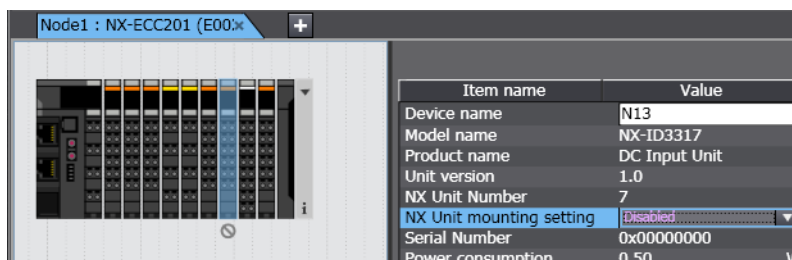 Node1 : NX-ECC201 (E00
Item name Value
Device name N13
Model name NX-ID3317
Product name DC Input Unit
Unit version 1.0
NX Unit Number 7
NX Unit mounting setting Disabled
Serial Number 0x00000000
Power consumption 0.50 W